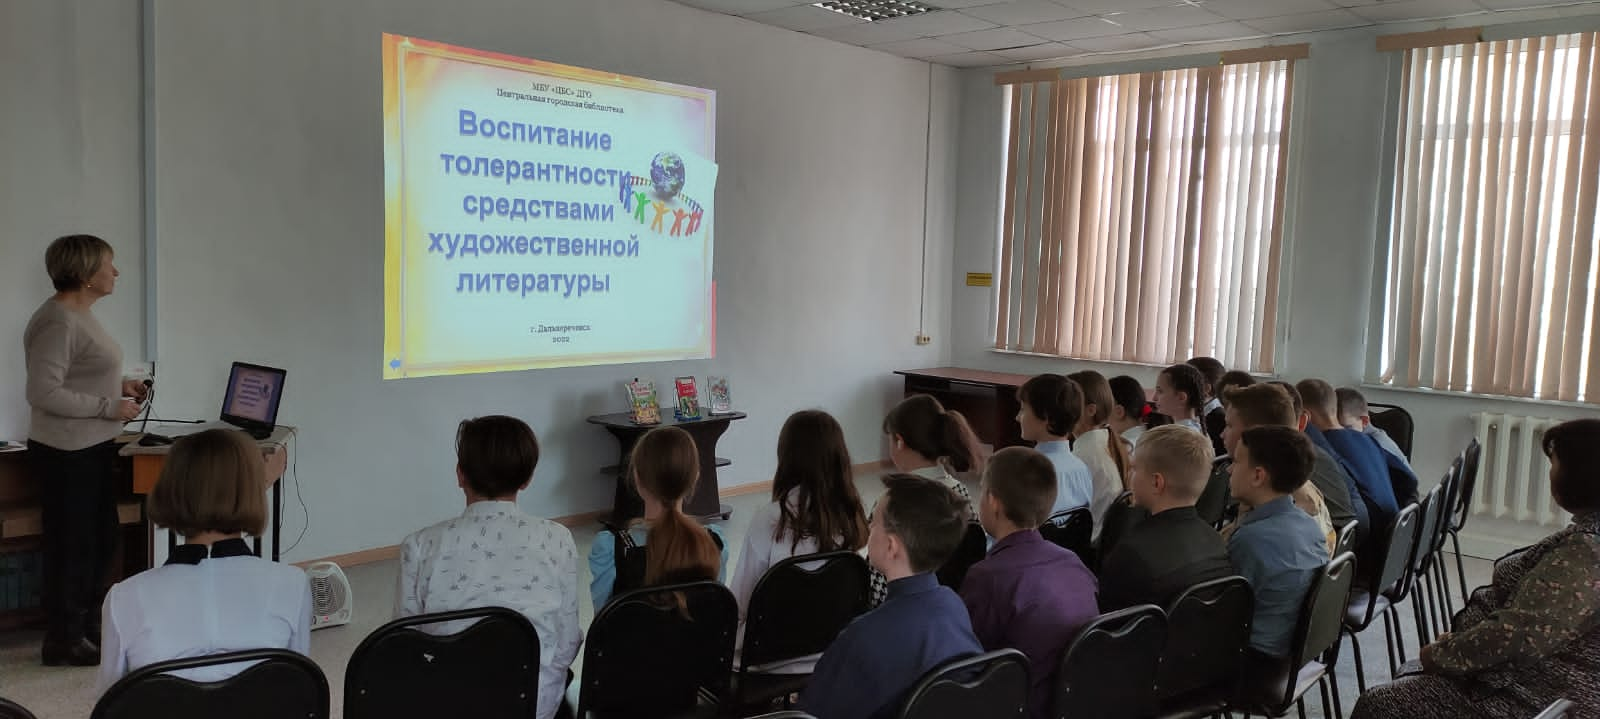 МБУ «ЦБС» ДГО
Центральная городская библиотека
Воспитание
толерантности
средствами
художественной
литературы
г. Дальнереченск
2022